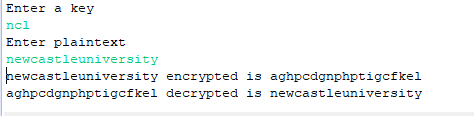 Enter a key
ncl
Enter plaintext
newcastleuniversity
newcastleuniversity encrypted is aghpcdgnphptigcfkel
aghpcdgnphptigcfkel decrypted is newcastleuniversity